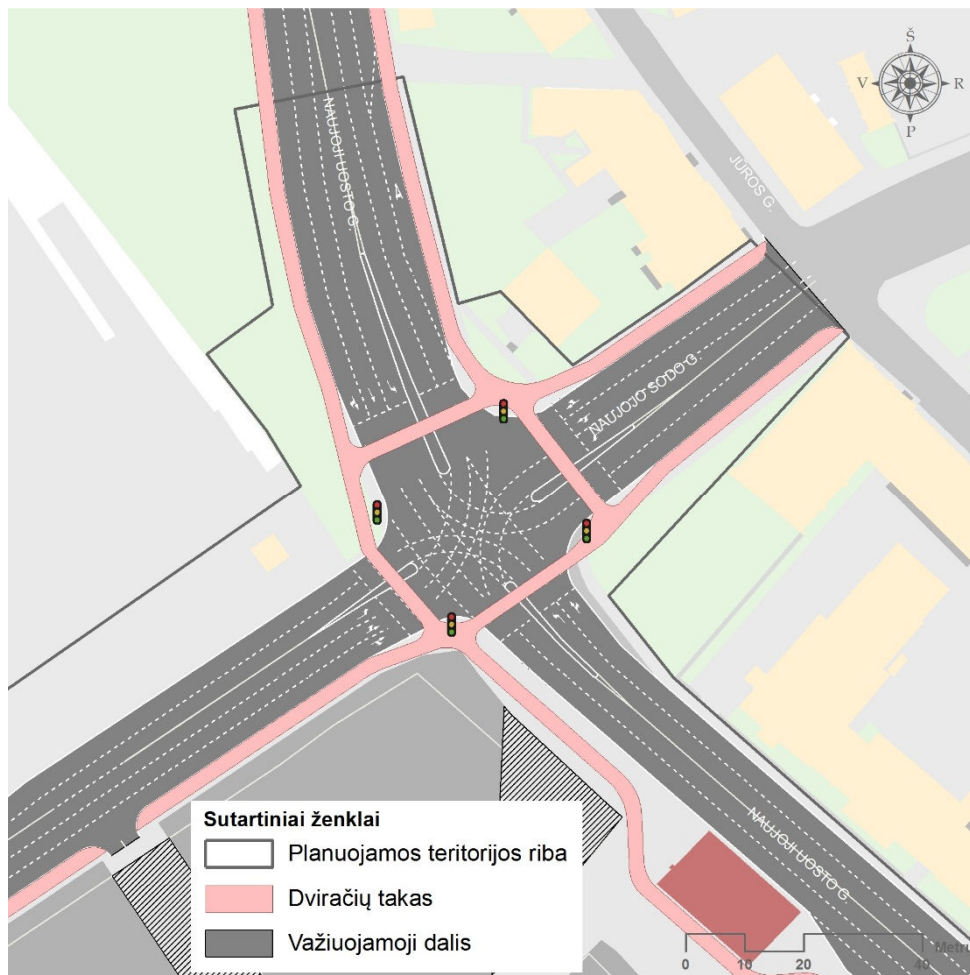 Š
V
R
P
NAUJOJI UOSTO G.
JŪROS G.
NAUJOJO SODO G.
NAUJOJI UOSTO G.
Sutartiniai ženklai
Planuojamos teritorijos riba
Dviračių takas
Važiuojamoji dalis
0 10 20 40